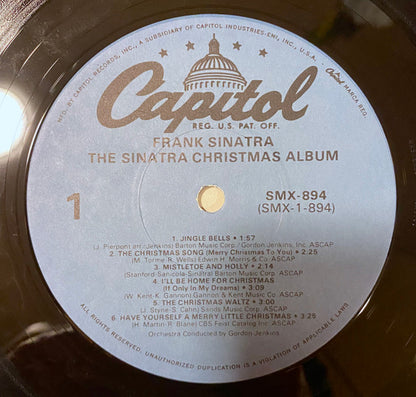 MFD. BY CAPITOL RECORDS, INC., A SUBSIDIARY OF CAPITOL INDUSTRIES-EMI, INC., U.S.A.
Capitol MARCA REG.
Capitol
REG. U.S. PAT. OFF.
FRANK SINATRA
THE SINATRA CHRISTMAS ALBUM
1
SMX-894
(SMX-1-894)
1. JINGLE BELLS • 1:57
(J. Pierpont arr./Jenkins) Barton Music Corp./Gordon Jenkins, Inc. ASCAP
2. THE CHRISTMAS SONG (Merry Christmas To You) • 2:25
(M. Torme-R. Wells) Edwin H. Morris & Co. ASCAP
3. MISTLETOE AND HOLLY • 2:14
(Stanford-Sanicola-Sinatra) Barton Music Corp. ASCAP
4. I'LL BE HOME FOR CHRISTMAS
(If Only In My Dreams) • 3:09
(W. Kent-K. Gannon) Gannon & Kent Music Co. ASCAP
5. THE CHRISTMAS WALTZ • 3:00
(J. Styne-S. Cahn) Sands Music Corp. ASCAP
6. HAVE YOURSELF A MERRY LITTLE CHRISTMAS • 3:25
(H. Martin-R. Blane) CBS Feist Catalog Inc. ASCAP
Orchestra Conducted by Gordon Jenkins
ALL RIGHTS RESERVED. UNAUTHORIZED DUPLICATION IS A VIOLATION OF APPLICABLE LAWS